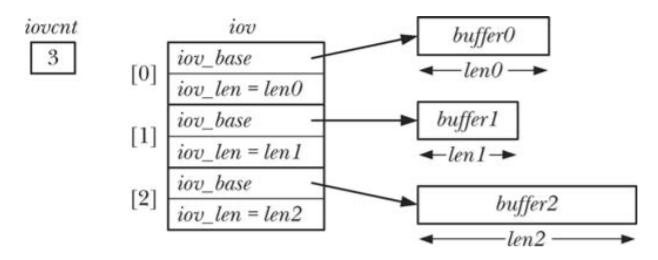 iovcnt
3
iov
[0]
iov_base
iov_len = len0
[1]
iov_base
iov_len = len1
[2]
iov_base
iov_len = len2
buffer0
len0
buffer1
len1
buffer2
len2